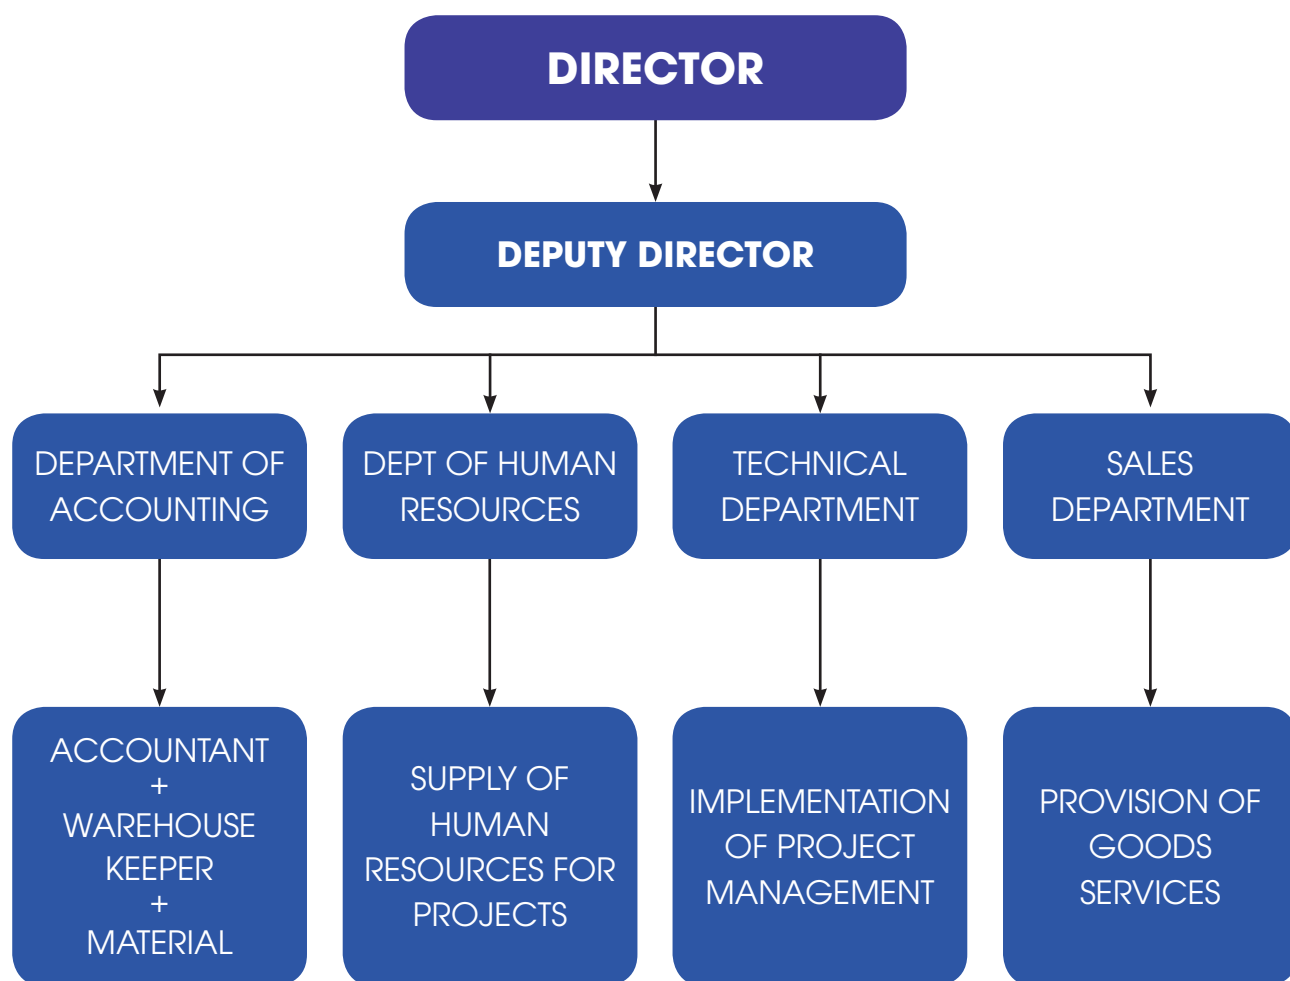 DIRECTOR
DEPUTY DIRECTOR
DEPARTMENT OF
ACCOUNTING
DEPT OF HUMAN
RESOURCES
TECHNICAL
DEPARTMENT
SALES
DEPARTMENT
ACCOUNTANT
+
WAREHOUSE
KEEPER
+
MATERIAL
SUPPLY OF
HUMAN
RESOURCES FOR
PROJECTS
IMPLEMENTATION
OF PROJECT
MANAGEMENT
PROVISION OF
GOODS
SERVICES